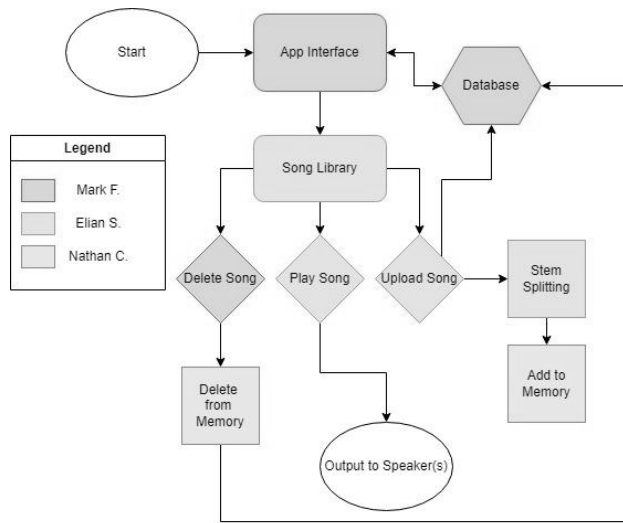 Start
App Interface
Database
Legend
Mark F.
Elian S.
Nathan C.
Song Library
Delete Song
Play Song
Upload Song
Stem
Splitting
Delete
from
Memory
Add to
Memory
Output to Speaker(s)